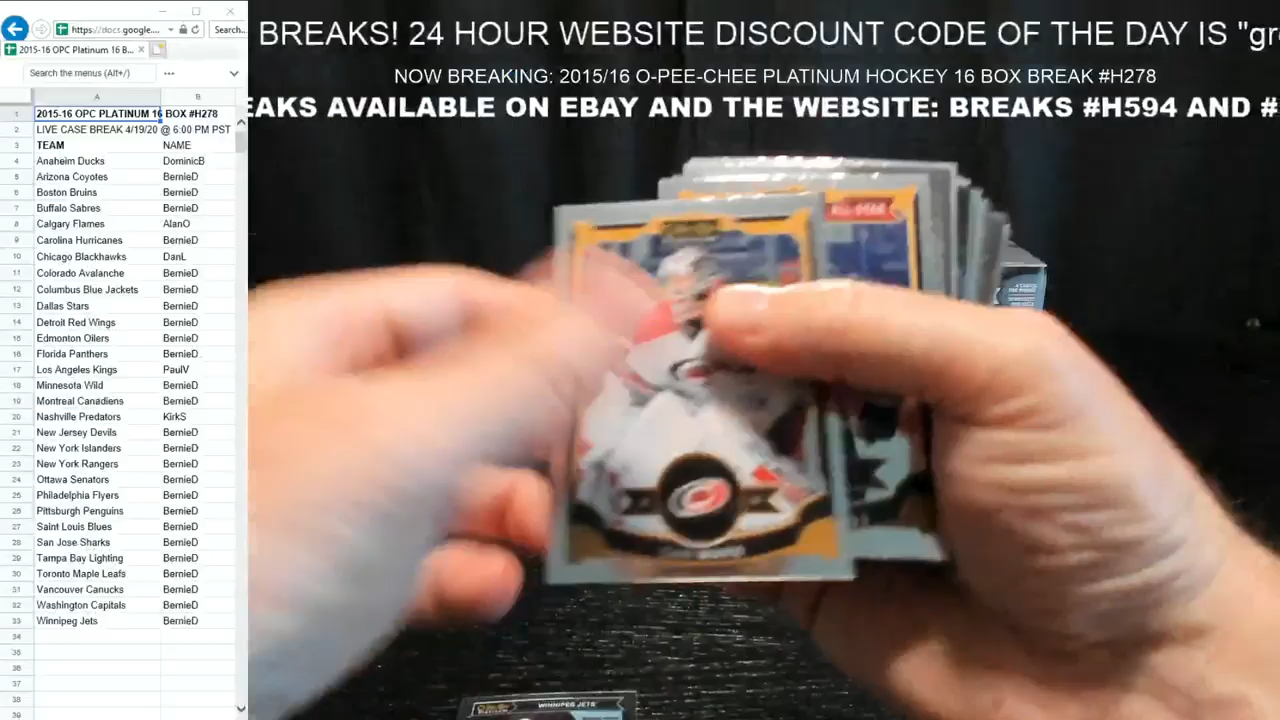 https://docs.google....
Search...
2015-16 OPC Platinum 16 B...
Search the menus (Alt+/)
A B
1 2015-16 OPC PLATINUM 16 BOX #H278
2 LIVE CASE BREAK 4/19/20 @ 6:00 PM PST
3 TEAM NAME
4 Anaheim Ducks DominicB
5 Arizona Coyotes BernieD
6 Boston Bruins BernieD
7 Buffalo Sabres BernieD
8 Calgary Flames AlanO
9 Carolina Hurricanes BernieD
10 Chicago Blackhawks DanL
11 Colorado Avalanche BernieD
12 Columbus Blue Jackets BernieD
13 Dallas Stars BernieD
14 Detroit Red Wings BernieD
15 Edmonton Oilers BernieD
16 Florida Panthers BernieD
17 Los Angeles Kings PaulV
18 Minnesota Wild BernieD
19 Montreal Canadiens BernieD
20 Nashville Predators KirkS
21 New Jersey Devils BernieD
22 New York Islanders BernieD
23 New York Rangers BernieD
24 Ottawa Senators BernieD
25 Philadelphia Flyers BernieD
26 Pittsburgh Penguins BernieD
27 Saint Louis Blues BernieD
28 San Jose Sharks BernieD
29 Tampa Bay Lighting BernieD
30 Toronto Maple Leafs BernieD
31 Vancouver Canucks BernieD
32 Washington Capitals BernieD
33 Winnipeg Jets BernieD
34
35
36
37
38
39
BREAKS! 24 HOUR WEBSITE DISCOUNT CODE OF THE DAY IS "gr
NOW BREAKING: 2015/16 O-PEE-CHEE PLATINUM HOCKEY 16 BOX BREAK #H278
EAKS AVAILABLE ON EBAY AND THE WEBSITE: BREAKS #H594 AND #
WINNIPEG JETS